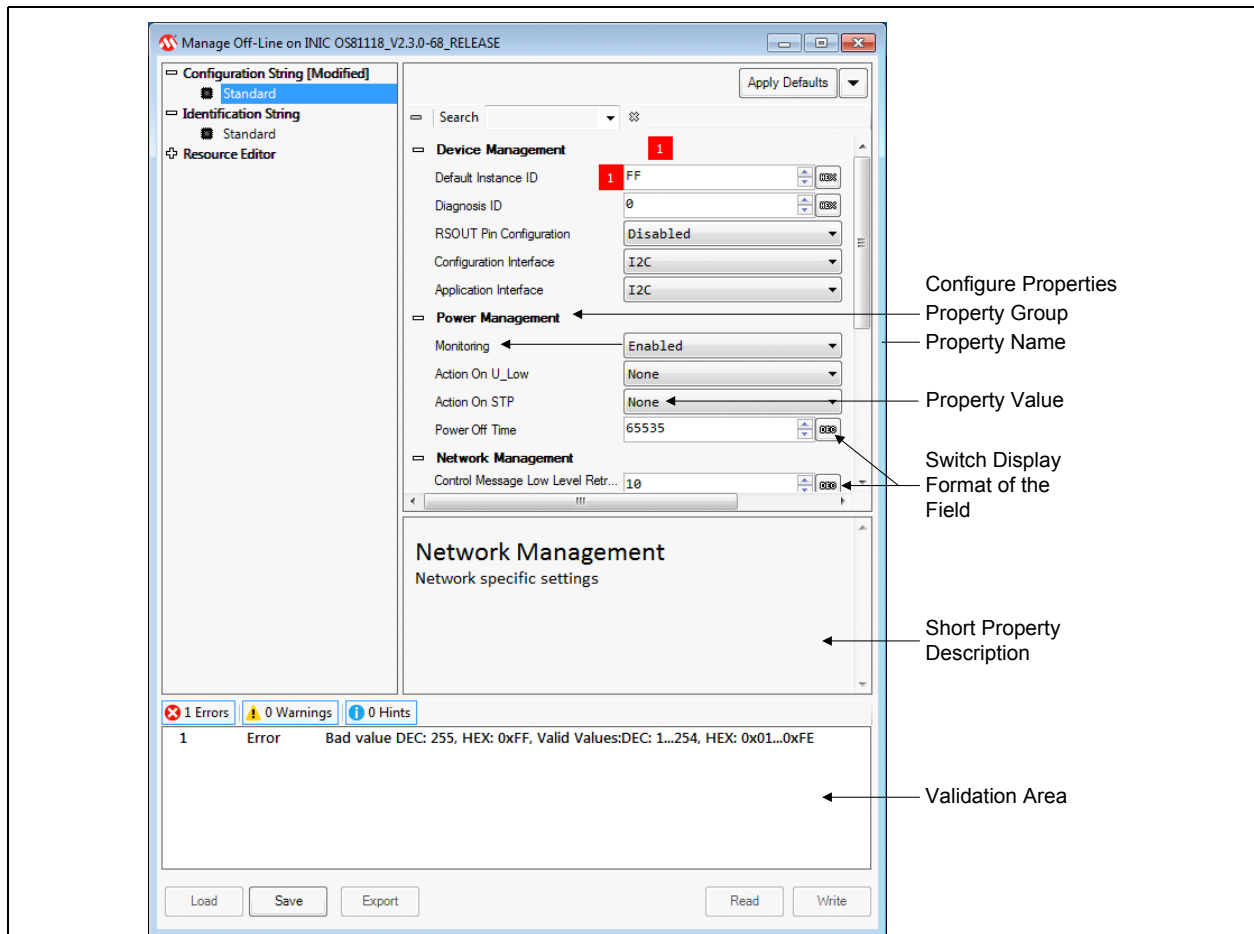 Manage Off-Line on INIC OS81118_V2.3.0-68_RELEASE
Configuration String [Modified]
Standard
Identification String
Standard
Resource Editor
Apply Defaults
Search
Device Management 1
Default Instance ID 1 FF HEX
Diagnosis ID 0 HEX
RSOUT Pin Configuration Disabled
Configuration Interface I2C
Application Interface I2C
Power Management
Monitoring Enabled
Action On U_Low None
Action On STP None
Power Off Time 65535 DEC
Network Management
Control Message Low Level Retr... 10 DEC
Network Management
Network specific settings
1 Errors 0 Warnings 0 Hints
1 Error Bad value DEC: 255, HEX: 0xFF, Valid Values:DEC: 1...254, HEX: 0x01...0xFE
Load Save Export Read Write
Configure Properties
Property Group
Property Name
Property Value
Switch Display
Format of the
Field
Short Property
Description
Validation Area